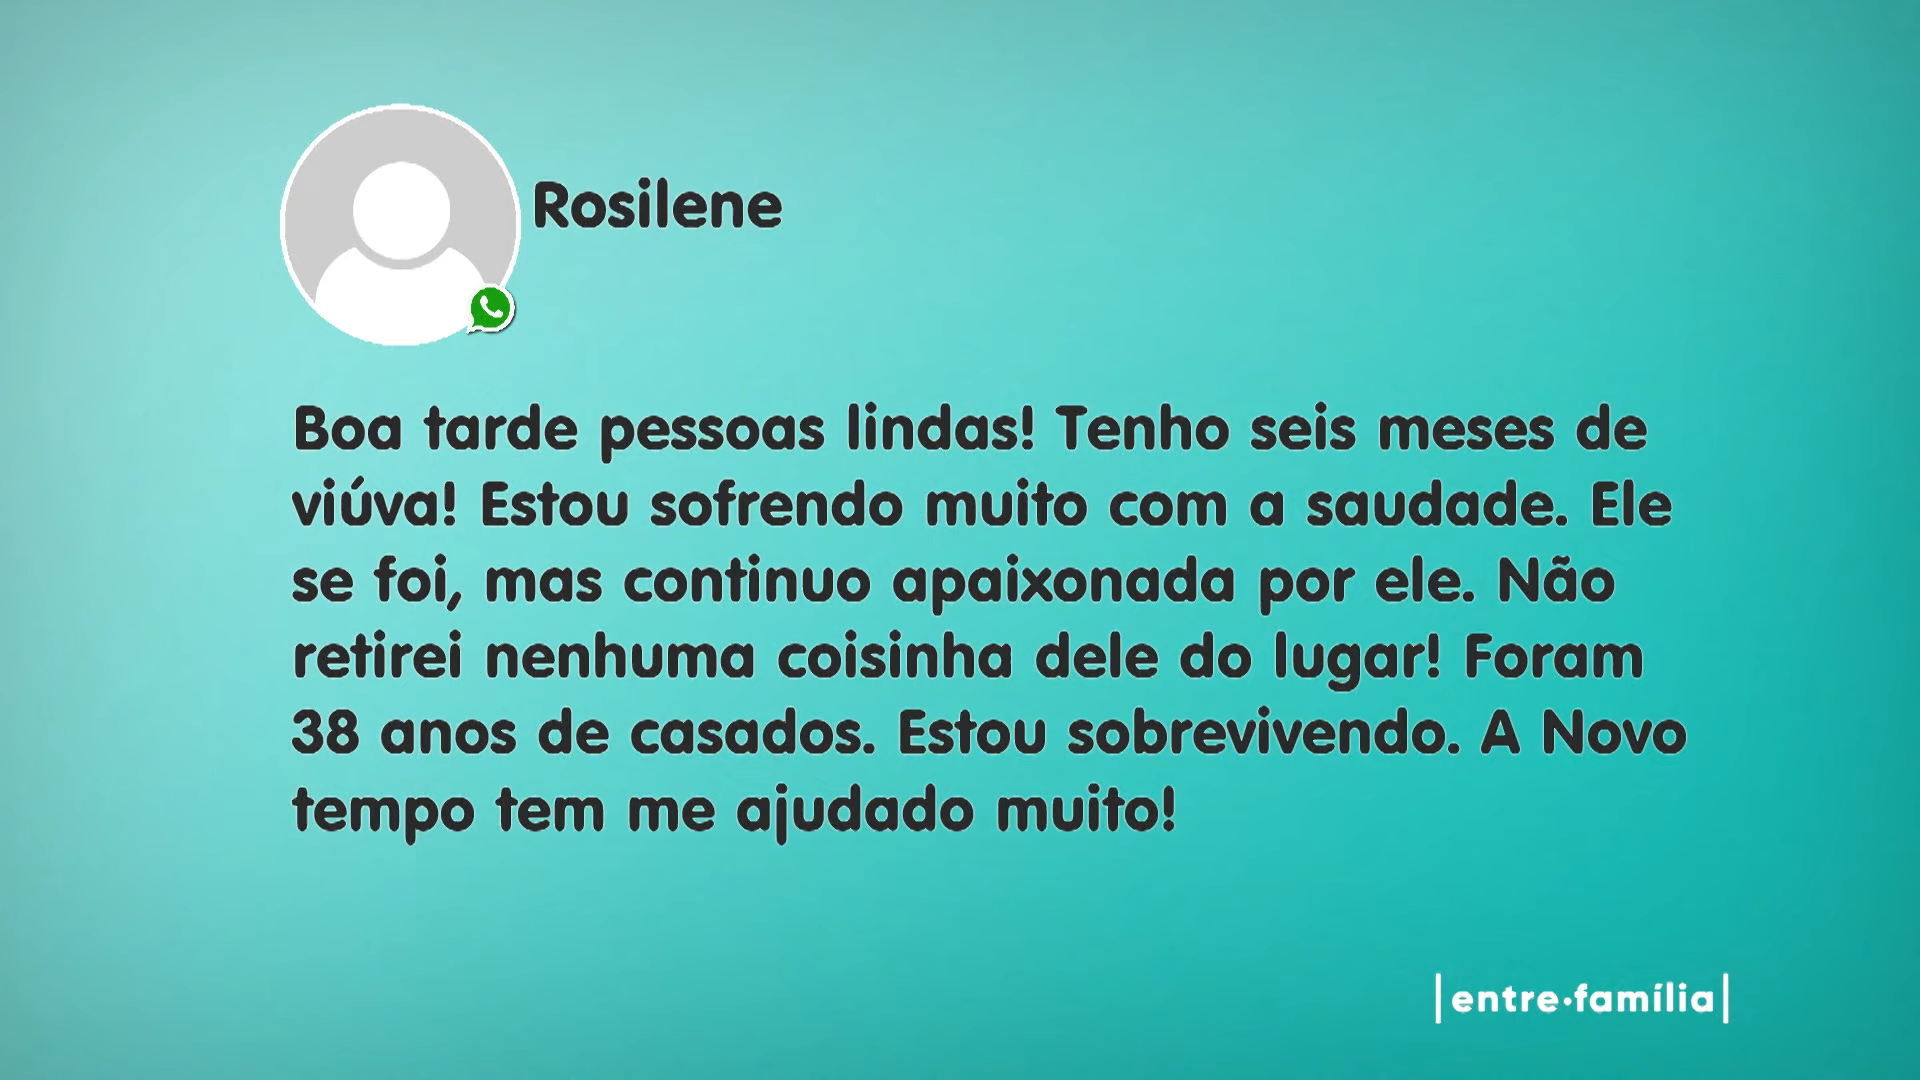 Rosilene
Boa tarde pessoas lindas! Tenho seis meses de
viúva! Estou sofrendo muito com a saudade. Ele
se foi, mas continuo apaixonada por ele. Não
retirei nenhuma coisinha dele do lugar! Foram
38 anos de casados. Estou sobrevivendo. A Novo
tempo tem me ajudado muito!
|entre·família|